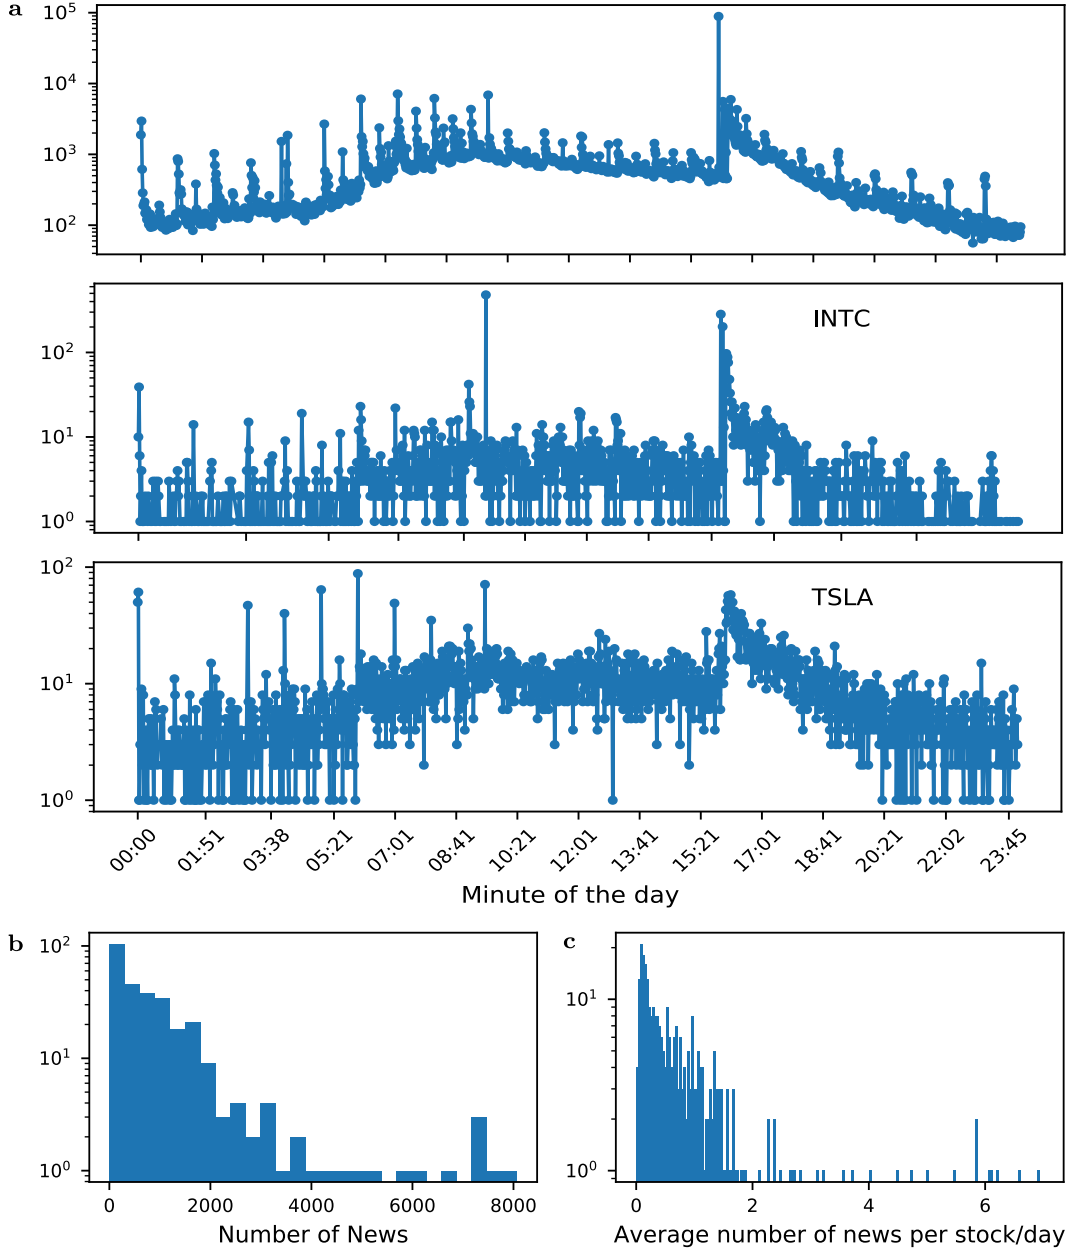 a
10^5
10^4
10^3
10^2
INTC
10^2
10^1
10^0
TSLA
10^2
10^1
10^0
00:00 01:51 03:38 05:21 07:01 08:41 10:21 12:01 13:41 15:21 17:01 18:41 20:21 22:02 23:45
Minute of the day
b
10^2
10^1
10^0
0 2000 4000 6000 8000
Number of News
c
10^1
10^0
0 2 4 6
Average number of news per stock/day